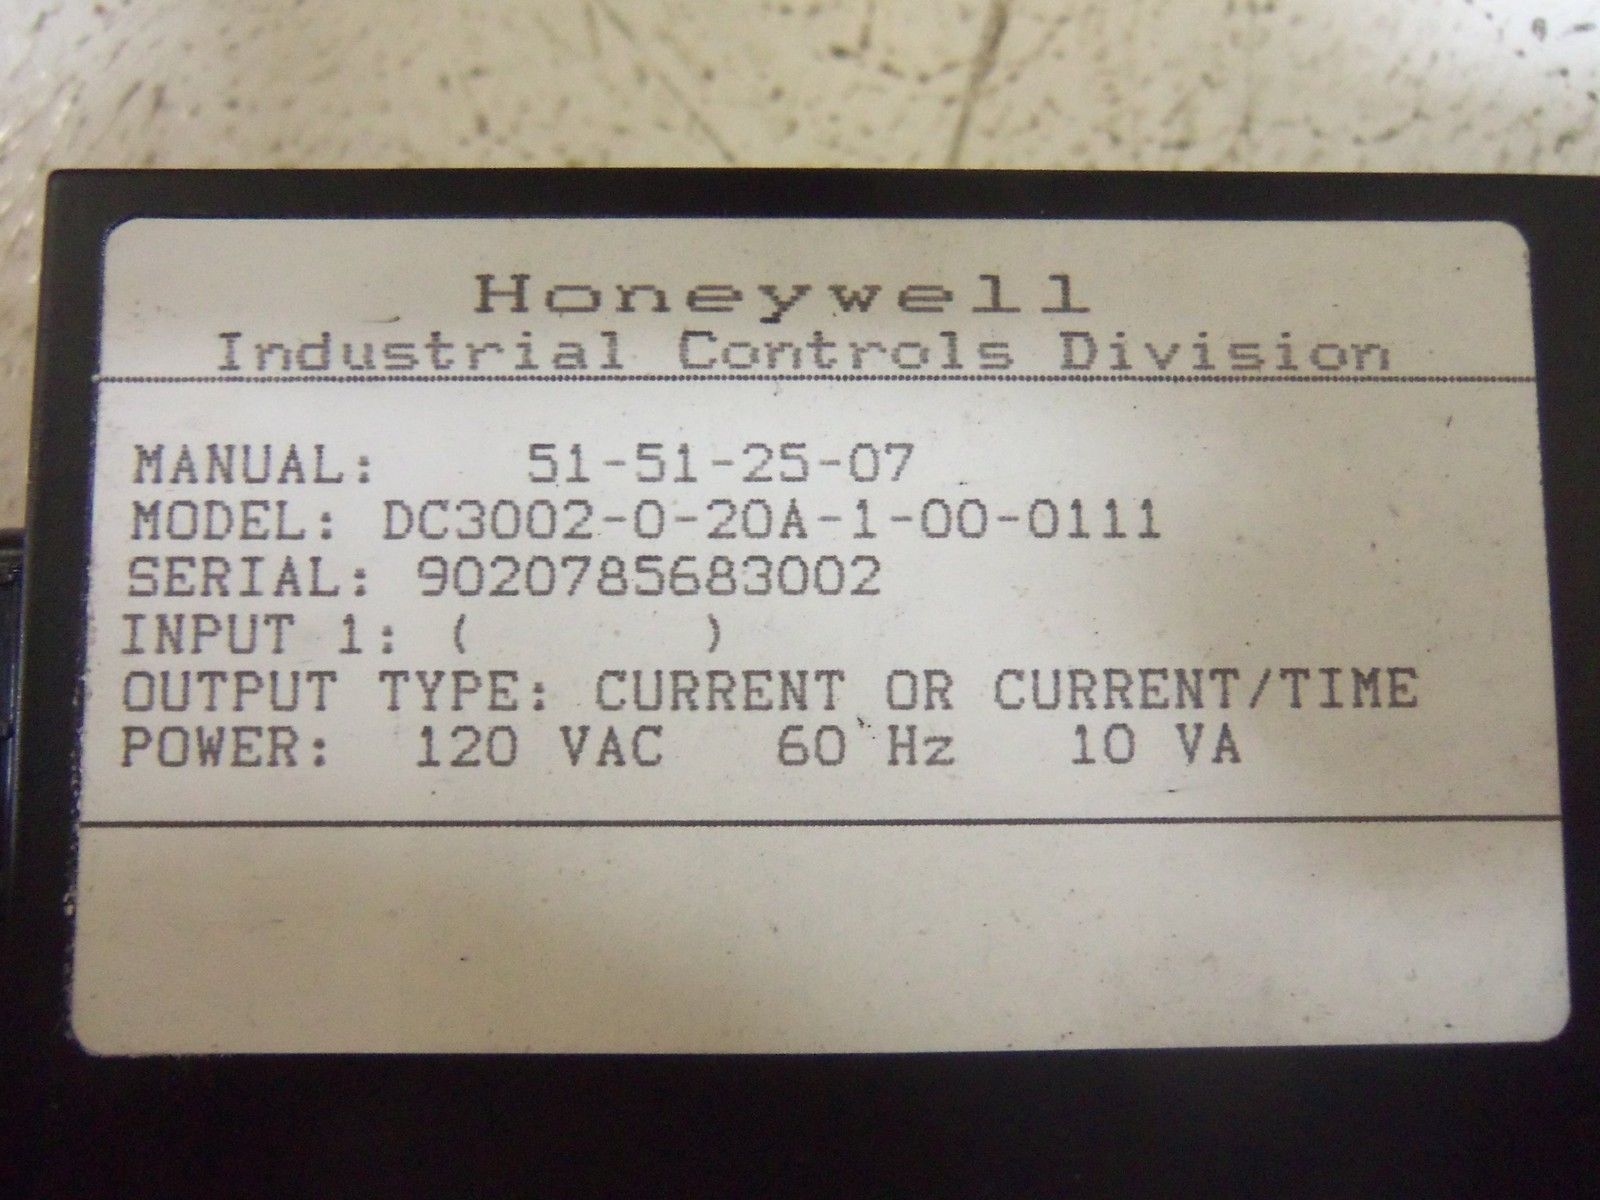 Honeywell
Industrial Controls Division
MANUAL: 51-51-25-07
MODEL: DC3002-0-20A-1-00-0111
SERIAL: 9020785683002
INPUT 1: ( )
OUTPUT TYPE: CURRENT OR CURRENT/TIME
POWER: 120 VAC 60 Hz 10 VA